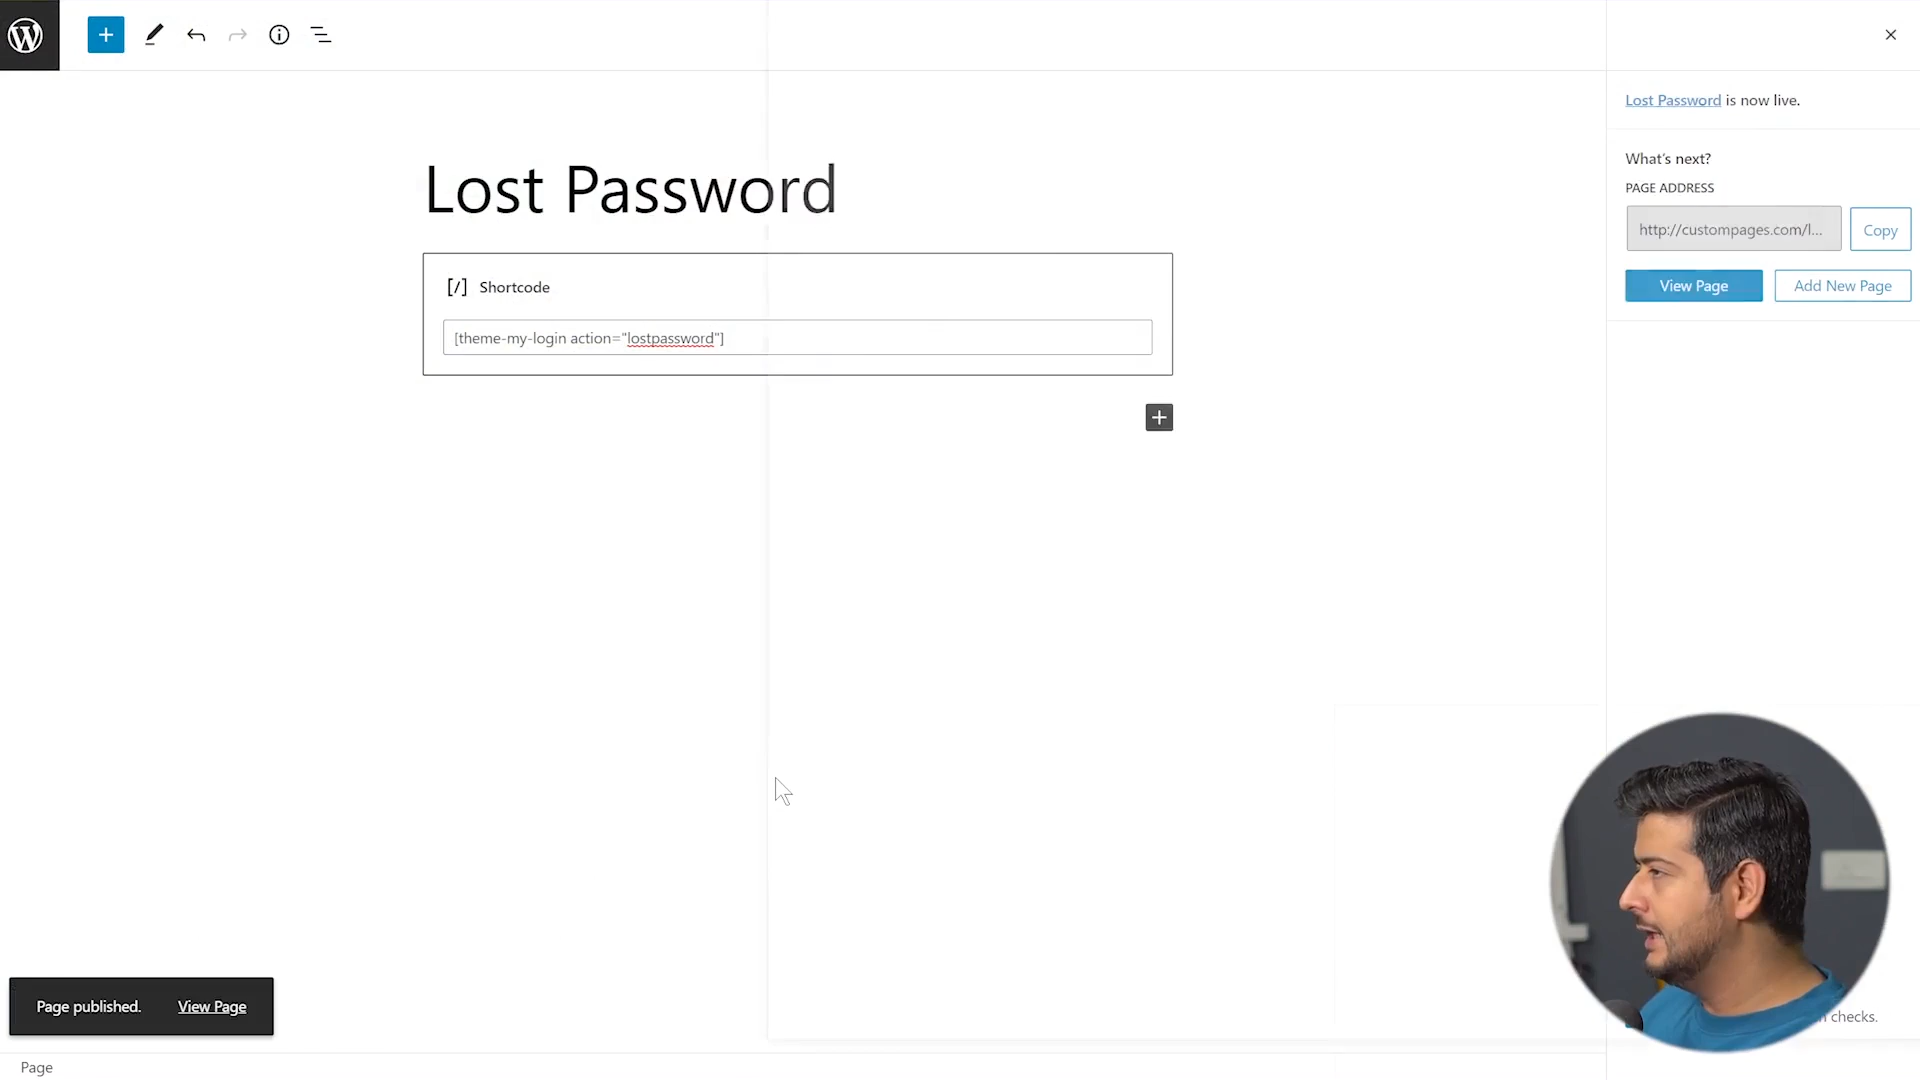 Lost Password is now live.
Lost Password
What's next?
PAGE ADDRESS
http://custompages.com/l...
Copy
View Page
Add New Page
[/] Shortcode
[theme-my-login action="lostpassword"]
Page published.
View Page
checks.
Page